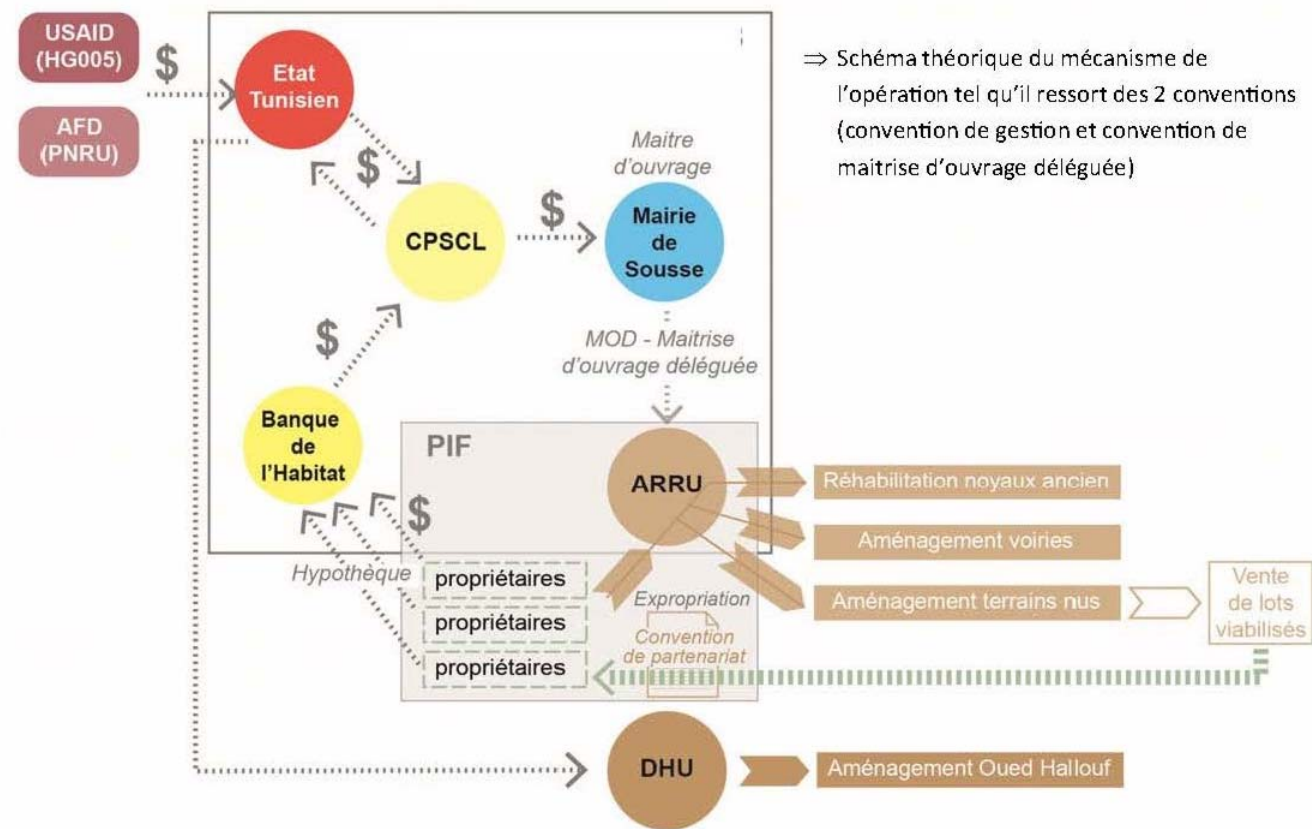 USAID
(HG005)
$
AFD
(PNRU)
Etat
Tunisien
⇒ Schéma théorique du mécanisme de
l'opération tel qu'il ressort des 2 conventions
(convention de gestion et convention de
maitrise d'ouvrage déléguée)
$
Maitre
d'ouvrage
CPSCL
$
Mairie
de
Sousse
$
MOD - Maitrise
d'ouvrage déléguée
Banque
de
l'Habitat
PIF
$
ARRU
Réhabilitation noyaux ancien
Aménagement voiries
Aménagement terrains nus
Vente
de lots
viabilisés
Hypothèque
propriétaires
propriétaires
propriétaires
Expropriation
Convention
de partenariat
DHU
Aménagement Oued Hallouf